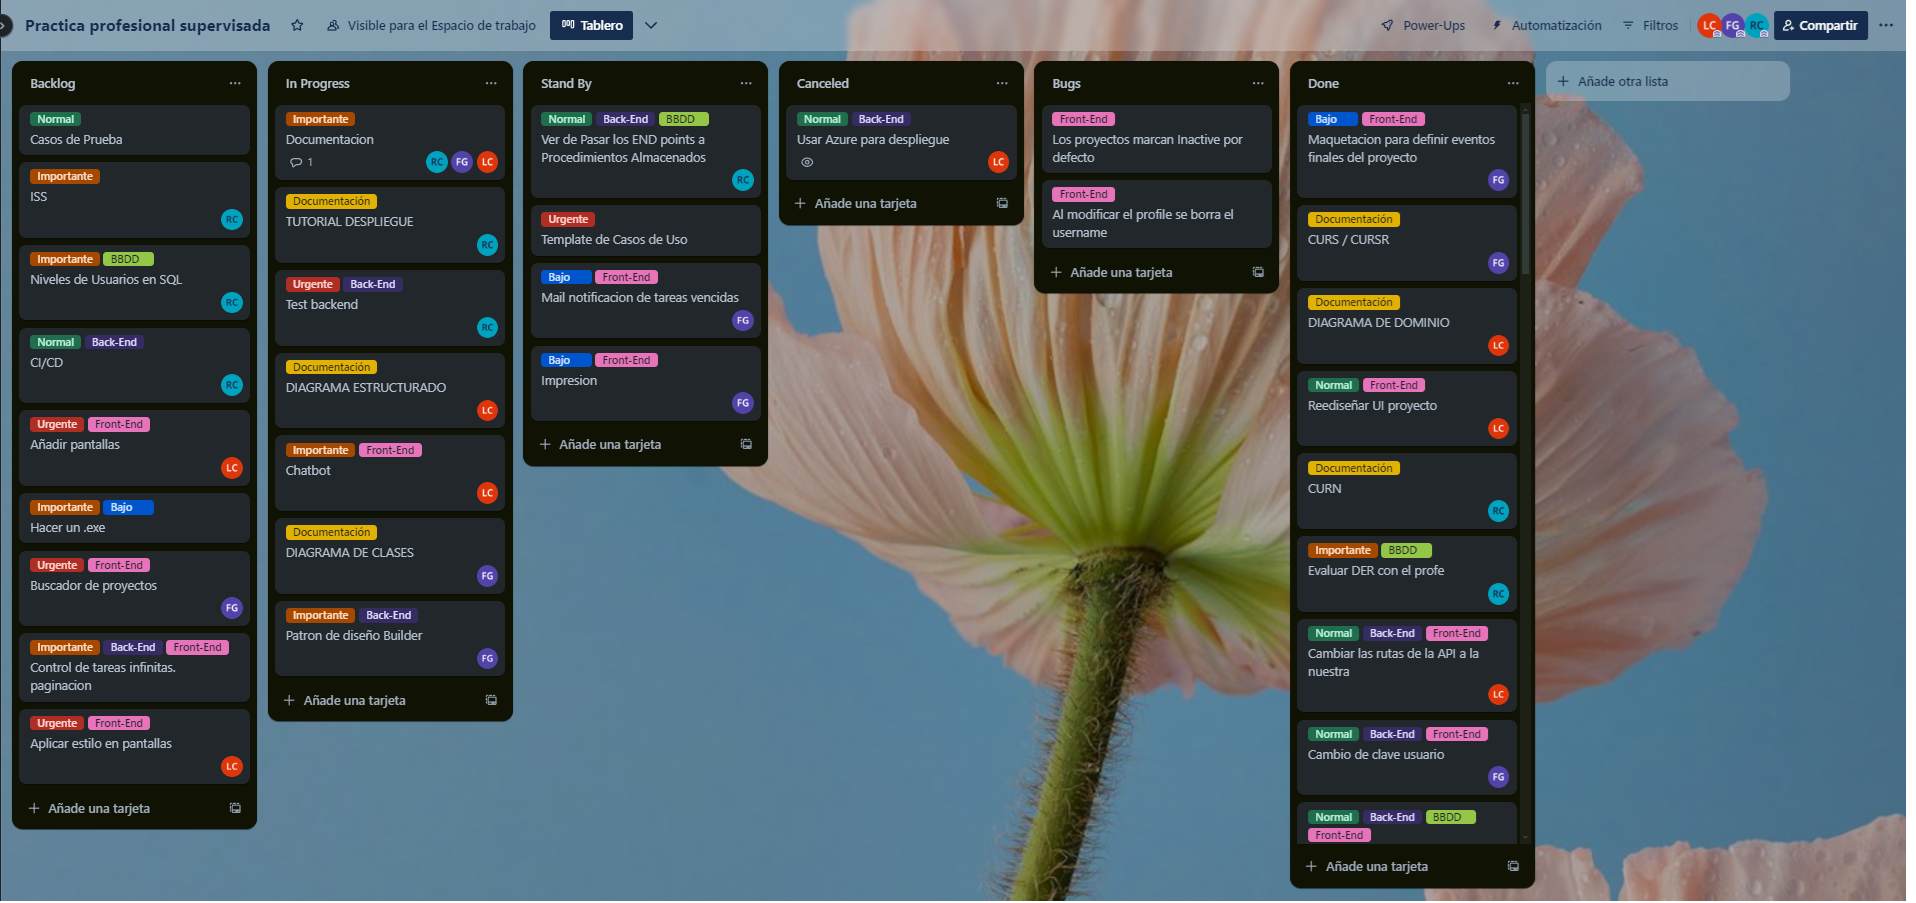 Practica profesional supervisada
Visible para el Espacio de trabajo
Tablero
Power-Ups
Automatización
Filtros
LC
FG
RC
Compartir
Backlog
Normal
Casos de Prueba
Importante
ISS
RC
Importante BBDD
Niveles de Usuarios en SQL
RC
Normal Back-End
CI/CD
RC
Urgente Front-End
Añadir pantallas
LC
Importante Bajo
Hacer un .exe
Urgente Front-End
Buscador de proyectos
FG
Importante Back-End Front-End
Control de tareas infinitas.
paginacion
Urgente Front-End
Aplicar estilo en pantallas
LC
Añade una tarjeta
In Progress
Importante
Documentacion
1
RC FG LC
Documentación
TUTORIAL DESPLIEGUE
RC
Urgente Back-End
Test backend
RC
Documentación
DIAGRAMA ESTRUCTURADO
LC
Importante Front-End
Chatbot
LC
Documentación
DIAGRAMA DE CLASES
FG
Importante Back-End
Patron de diseño Builder
FG
Añade una tarjeta
Stand By
Normal Back-End BBDD
Ver de Pasar los END points a
Procedimientos Almacenados
RC
Urgente
Template de Casos de Uso
Bajo Front-End
Mail notificacion de tareas vencidas
FG
Bajo Front-End
Impresion
FG
Añade una tarjeta
Canceled
Normal Back-End
Usar Azure para despliegue
LC
Añade una tarjeta
Bugs
Front-End
Los proyectos marcan Inactive por
defecto
Front-End
Al modificar el profile se borra el
username
Añade una tarjeta
Done
Bajo Front-End
Maquetacion para definir eventos
finales del proyecto
FG
Documentación
CURS / CURSR
FG
Documentación
DIAGRAMA DE DOMINIO
LC
Normal Front-End
Reediseñar UI proyecto
LC
Documentación
CURN
RC
Importante BBDD
Evaluar DER con el profe
RC
Normal Back-End Front-End
Cambiar las rutas de la API a la
nuestra
LC
Normal Back-End Front-End
Cambio de clave usuario
FG
Normal Back-End BBDD
Front-End
Añade una tarjeta
Añade otra lista